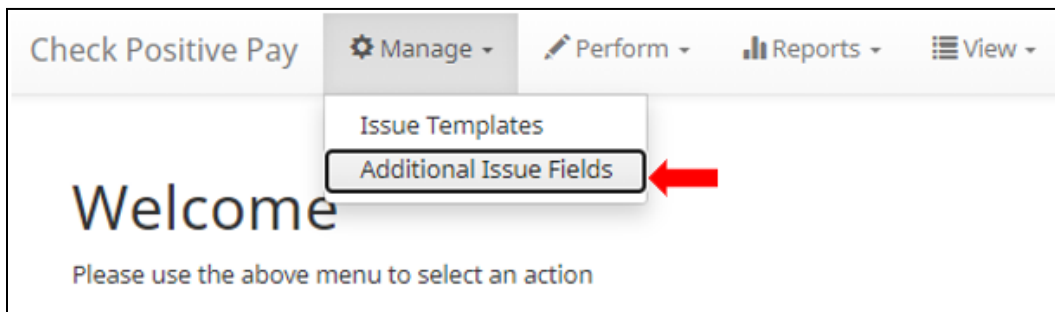 Check Positive Pay Manage Perform Reports View
Issue Templates
Additional Issue Fields
Welcome
Please use the above menu to select an action